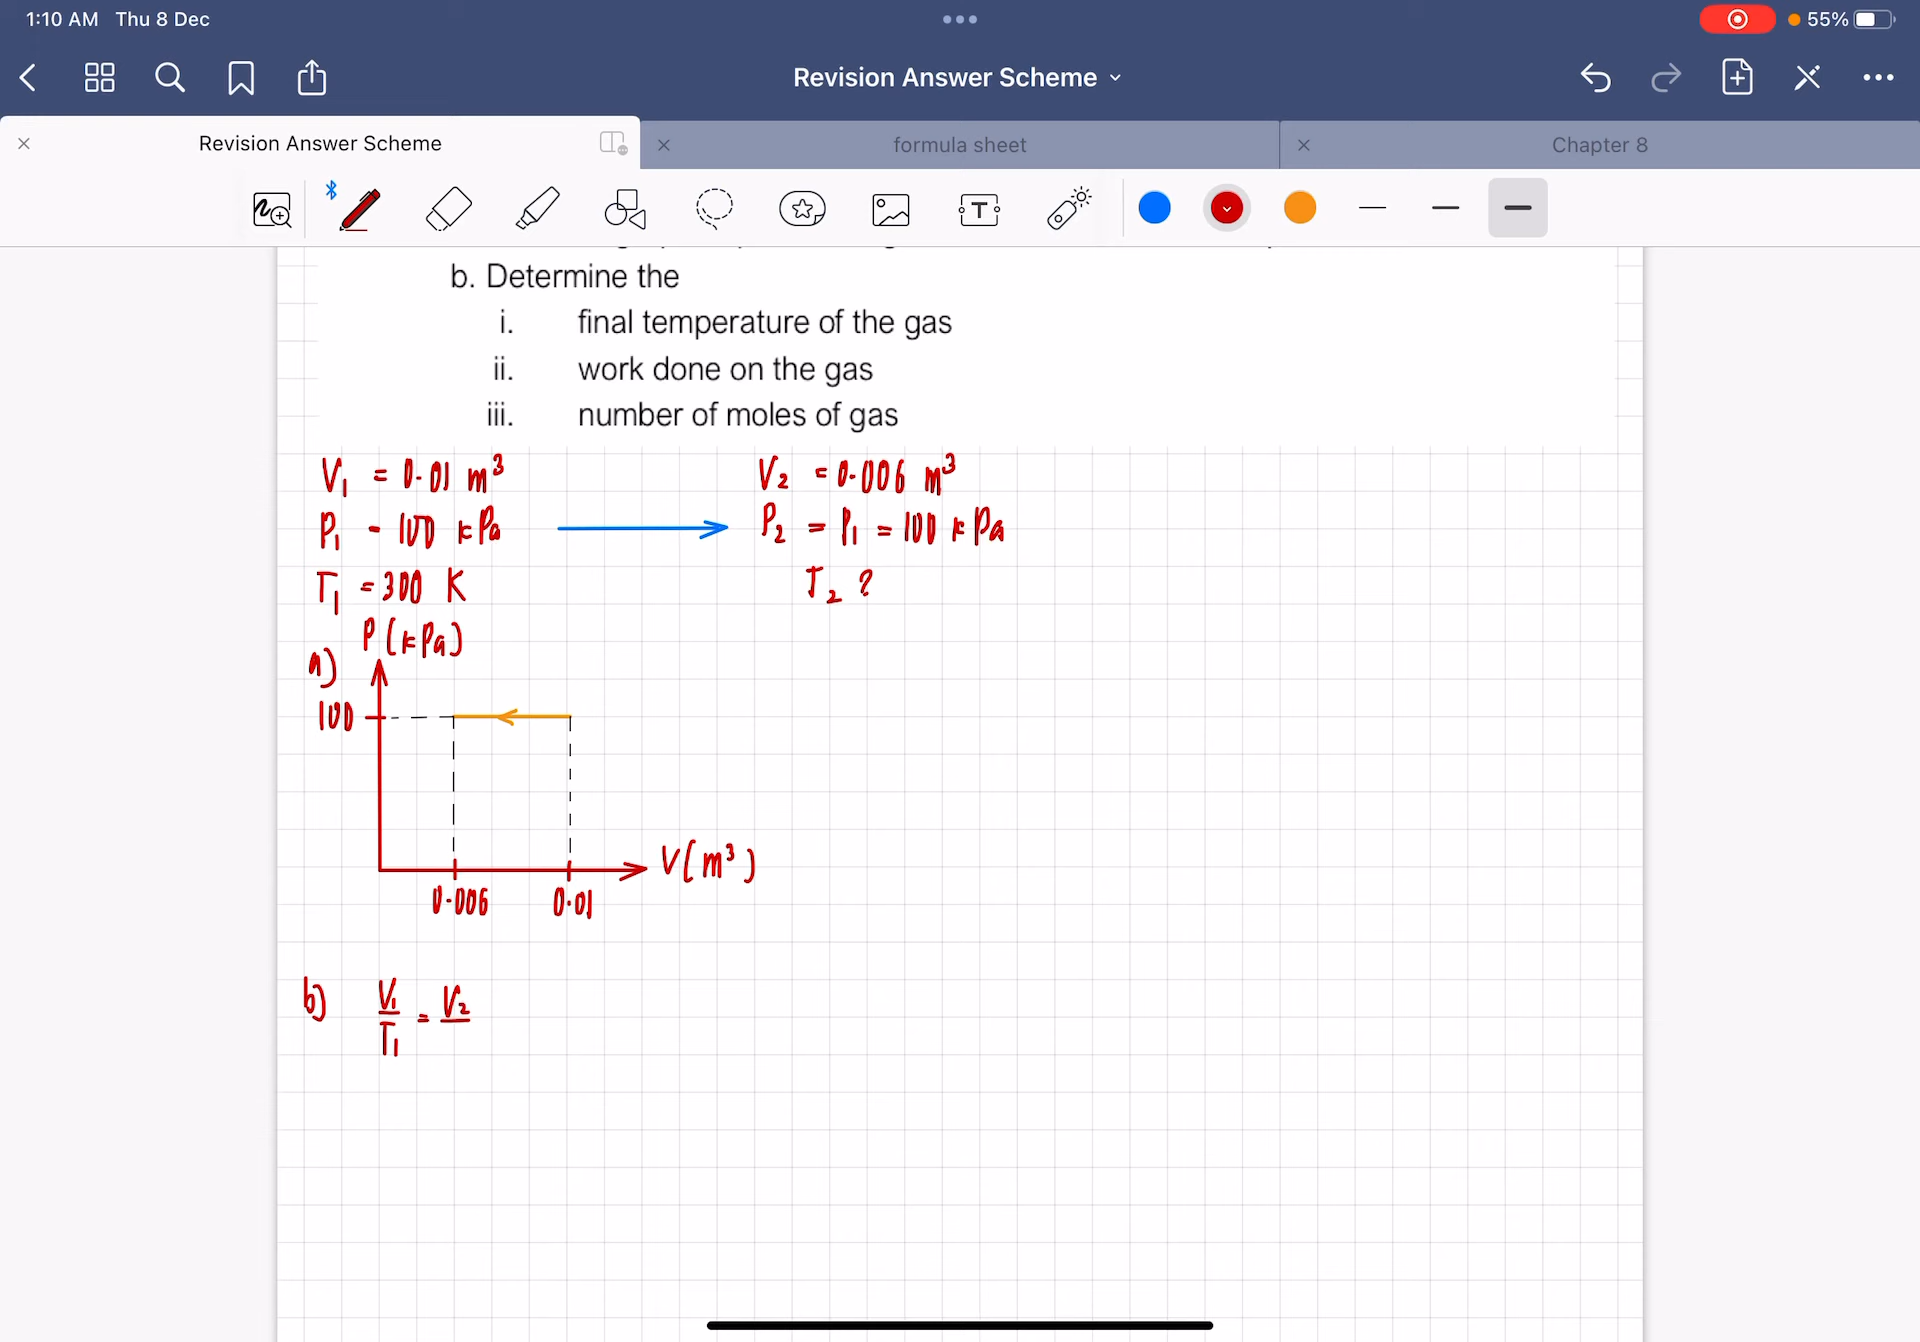 1:10 AM Thu 8 Dec
55%
Revision Answer Scheme
Revision Answer Scheme
formula sheet
Chapter 8
b. Determine the
i. final temperature of the gas
ii. work done on the gas
iii. number of moles of gas
V₁ = 0.01 m³
V₂ = 0.006 m³
P₁ = 100 kPa
P₂ = P₁ = 100 kPa
T₁ = 300 K
T₂ ?
P(kPa)
a)
100
V(m³)
0.006 0.01
b) V₁ / T₁ = V₂